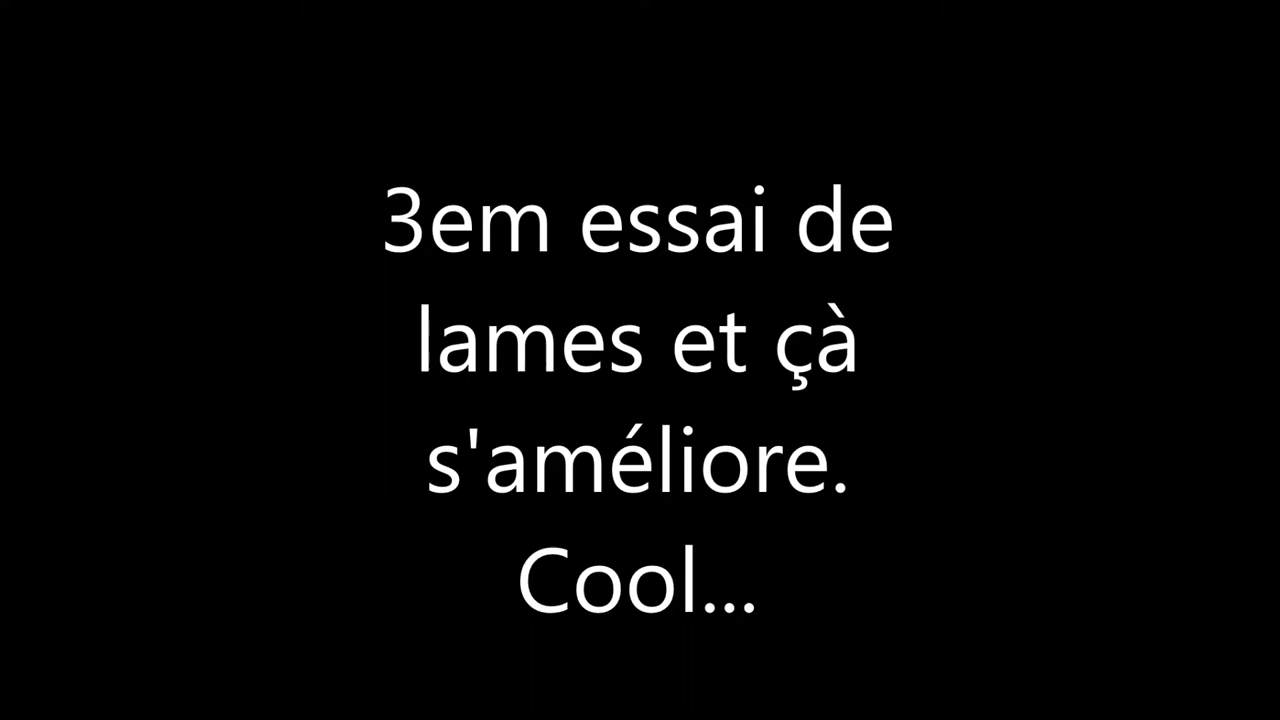 3em essai de
lames et çà
s'améliore.
Cool...